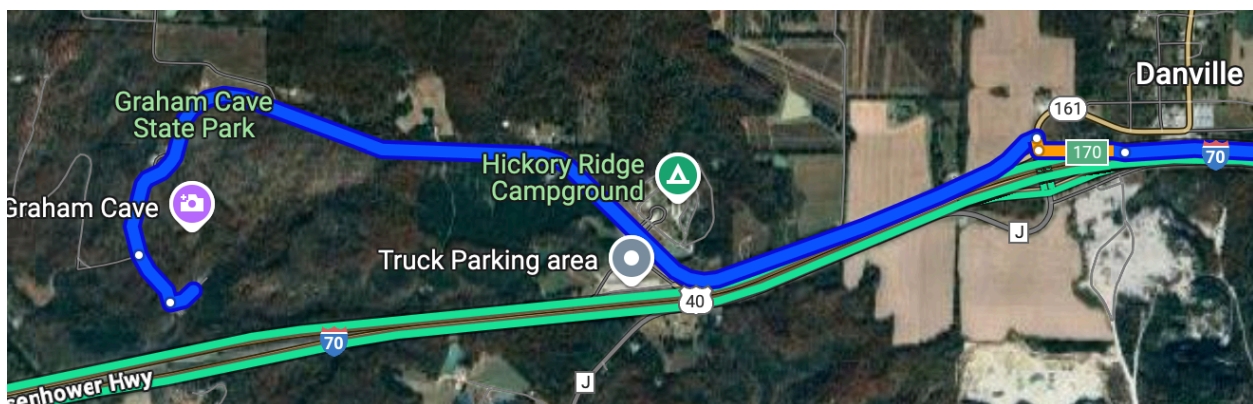 Danville
161
170
70
Graham Cave
State Park
Hickory Ridge
Campground
Graham Cave
J
Truck Parking area
40
70
J
senhower Hwy